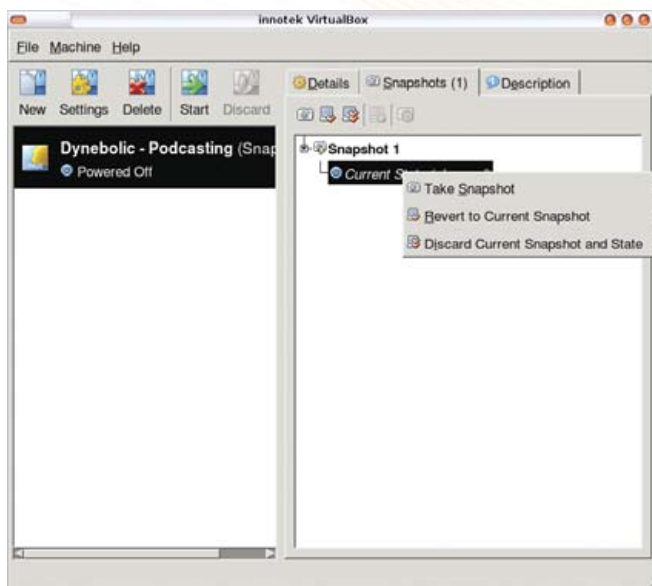 innotek VirtualBox
File Machine Help
New Settings Delete Start Discard
Details Snapshots (1) Description
Dynebolic - Podcasting (Snap
Powered Off
Snapshot 1
Current
Take Snapshot
Revert to Current Snapshot
Discard Current Snapshot and State